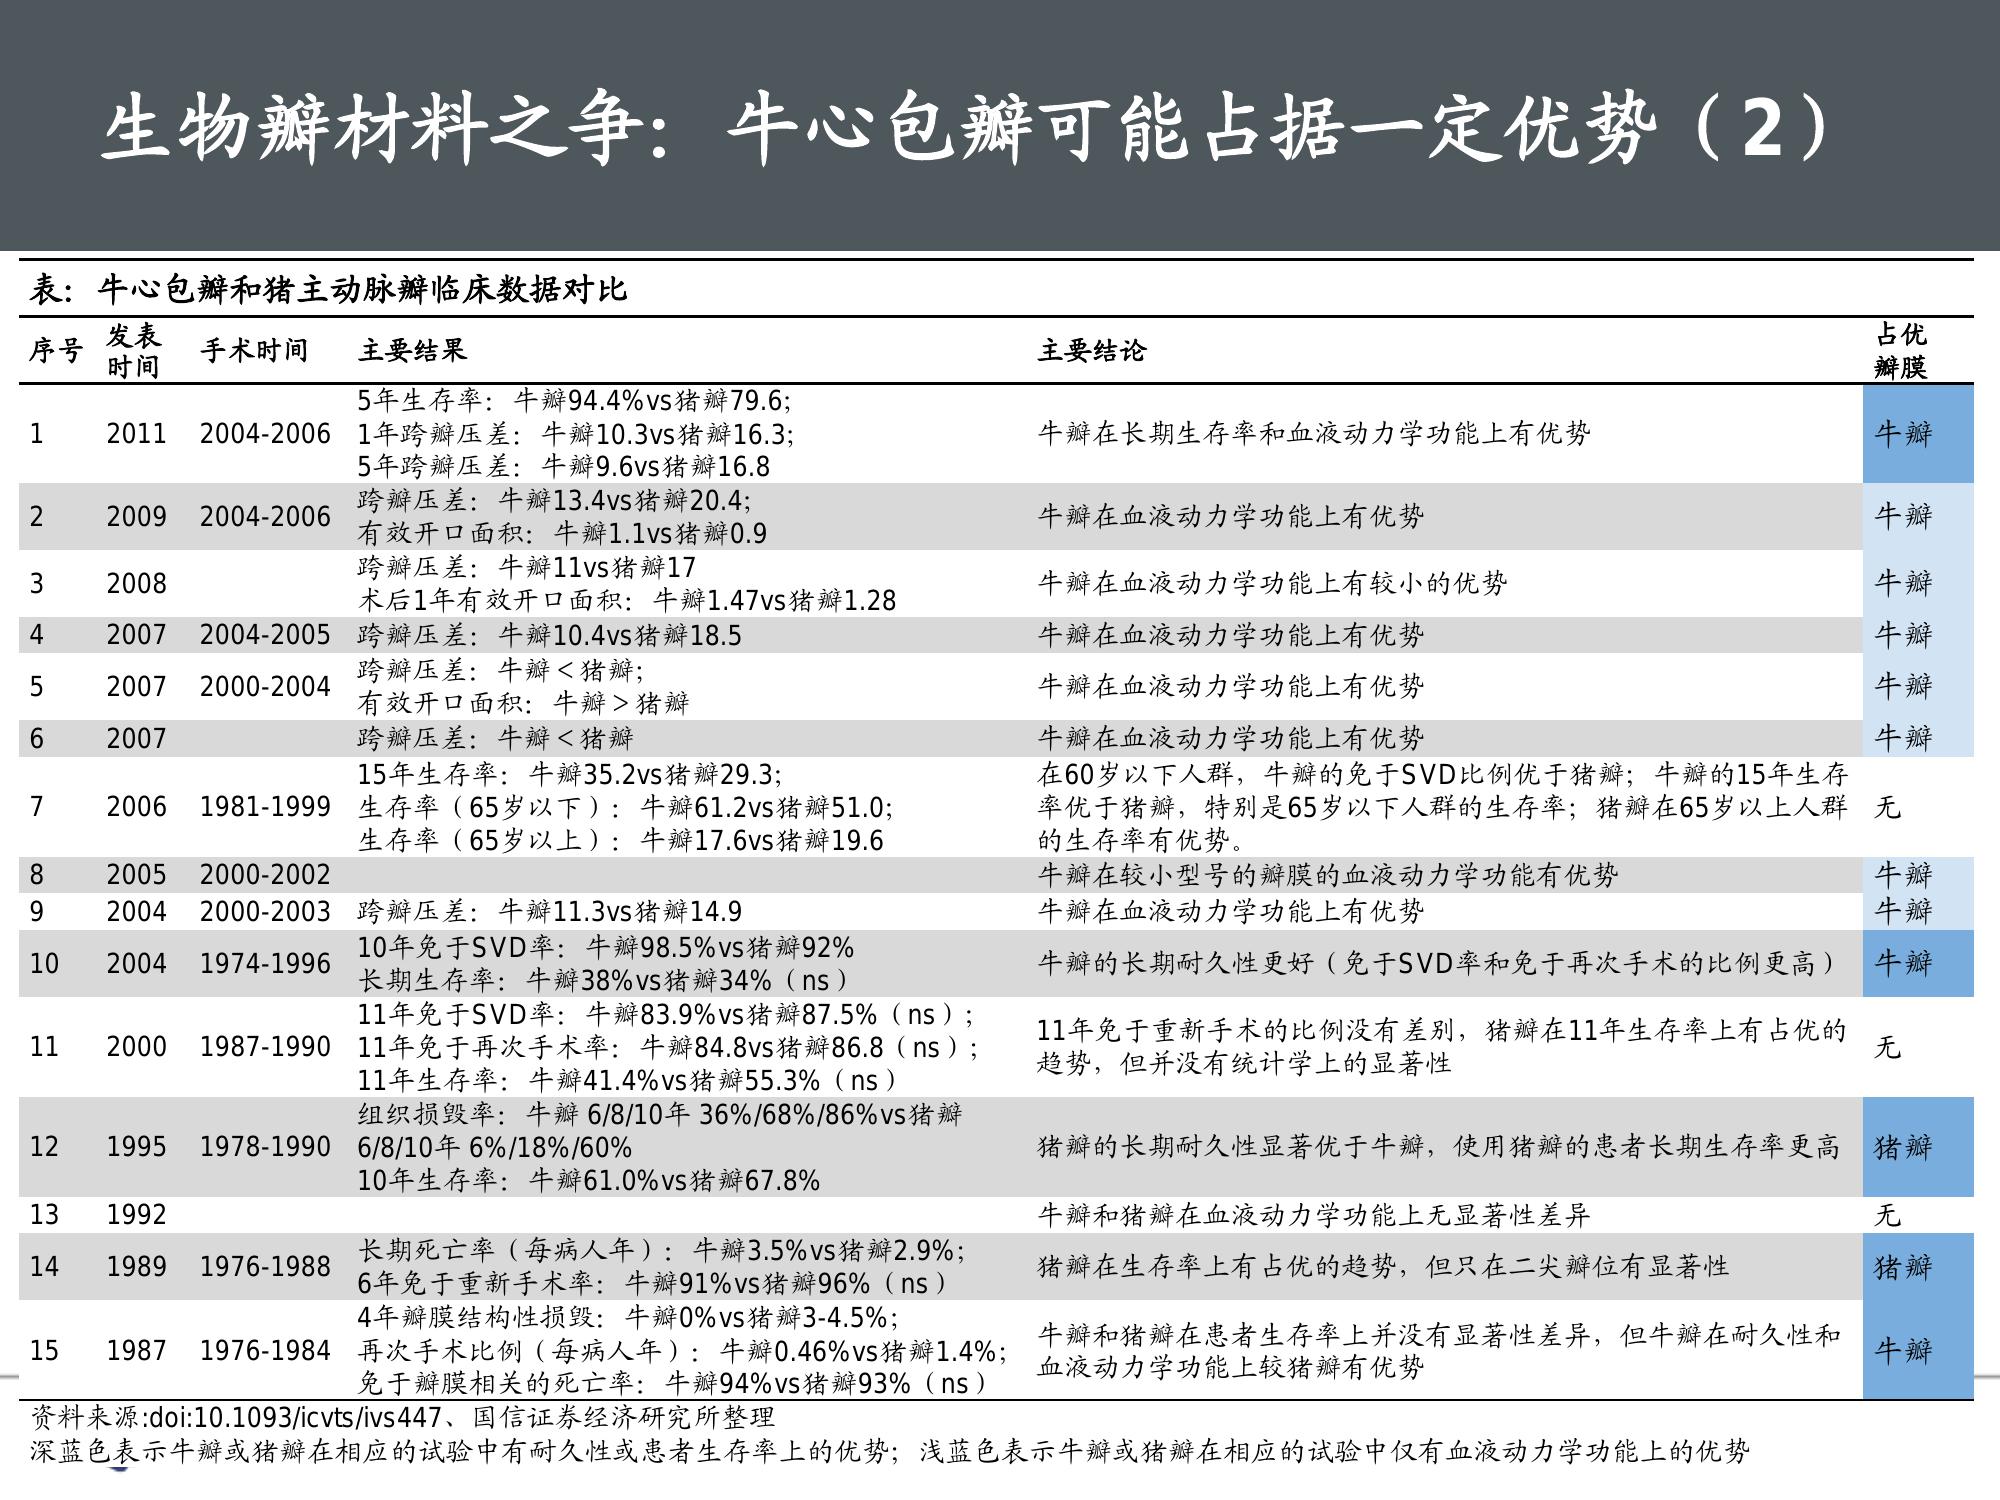 生物瓣材料之争：牛心包瓣可能占据一定优势（2）
表：牛心包瓣和猪主动脉瓣临床数据对比
序号 发表时间 手术时间 主要结果 主要结论 占优瓣膜
1 2011 2004-2006 5年生存率：牛瓣94.4%vs猪瓣79.6;
1年跨瓣压差：牛瓣10.3vs猪瓣16.3;
5年跨瓣压差：牛瓣9.6vs猪瓣16.8
牛瓣在长期生存率和血液动力学功能上有优势 牛瓣
2 2009 2004-2006 跨瓣压差：牛瓣13.4vs猪瓣20.4;
有效开口面积：牛瓣1.1vs猪瓣0.9
牛瓣在血液动力学功能上有优势 牛瓣
3 2008 跨瓣压差：牛瓣11vs猪瓣17
术后1年有效开口面积：牛瓣1.47vs猪瓣1.28
牛瓣在血液动力学功能上有较小的优势 牛瓣
4 2007 2004-2005 跨瓣压差：牛瓣10.4vs猪瓣18.5 牛瓣在血液动力学功能上有优势 牛瓣
5 2007 2000-2004 跨瓣压差：牛瓣＜猪瓣;
有效开口面积：牛瓣＞猪瓣
牛瓣在血液动力学功能上有优势 牛瓣
6 2007 跨瓣压差：牛瓣＜猪瓣 牛瓣在血液动力学功能上有优势 牛瓣
7 2006 1981-1999 15年生存率：牛瓣35.2vs猪瓣29.3;
生存率（65岁以下）：牛瓣61.2vs猪瓣51.0;
生存率（65岁以上）：牛瓣17.6vs猪瓣19.6
在60岁以下人群，牛瓣的免于SVD比例优于猪瓣；牛瓣的15年生存
率优于猪瓣，特别是65岁以下人群的生存率；猪瓣在65岁以上人群
的生存率有优势。
无
8 2005 2000-2002 牛瓣在较小型号的瓣膜的血液动力学功能有优势 牛瓣
9 2004 2000-2003 跨瓣压差：牛瓣11.3vs猪瓣14.9 牛瓣在血液动力学功能上有优势 牛瓣
10 2004 1974-1996 10年免于SVD率：牛瓣98.5%vs猪瓣92%
长期生存率：牛瓣38%vs猪瓣34%（ns）
牛瓣的长期耐久性更好（免于SVD率和免于再次手术的比例更高） 牛瓣
11 2000 1987-1990 11年免于SVD率：牛瓣83.9%vs猪瓣87.5%（ns）;
11年免于再次手术率：牛瓣84.8vs猪瓣86.8（ns）;
11年生存率：牛瓣41.4%vs猪瓣55.3%（ns）
11年免于重新手术的比例没有差别，猪瓣在11年生存率上有占优的
趋势，但并没有统计学上的显著性
无
12 1995 1978-1990 组织损毁率：牛瓣 6/8/10年 36%/68%/86%vs猪瓣
6/8/10年 6%/18%/60%
10年生存率：牛瓣61.0%vs猪瓣67.8%
猪瓣的长期耐久性显著优于牛瓣，使用猪瓣的患者长期生存率更高 猪瓣
13 1992 牛瓣和猪瓣在血液动力学功能上无显著性差异 无
14 1989 1976-1988 长期死亡率（每病人年）：牛瓣3.5%vs猪瓣2.9%;
6年免于重新手术率：牛瓣91%vs猪瓣96%（ns）
猪瓣在生存率上有占优的趋势，但只在二尖瓣位有显著性 猪瓣
15 1987 1976-1984 4年瓣膜结构性损毁：牛瓣0%vs猪瓣3-4.5%;
再次手术比例（每病人年）：牛瓣0.46%vs猪瓣1.4%;
免于瓣膜相关的死亡率：牛瓣94%vs猪瓣93%（ns）
牛瓣和猪瓣在患者生存率上并没有显著性差异，但牛瓣在耐久性和
血液动力学功能上较猪瓣有优势
牛瓣
资料来源:doi:10.1093/icvts/ivs447、国信证券经济研究所整理
深蓝色表示牛瓣或猪瓣在相应的试验中有耐久性或患者生存率上的优势；浅蓝色表示牛瓣或猪瓣在相应的试验中仅有血液动力学功能上的优势